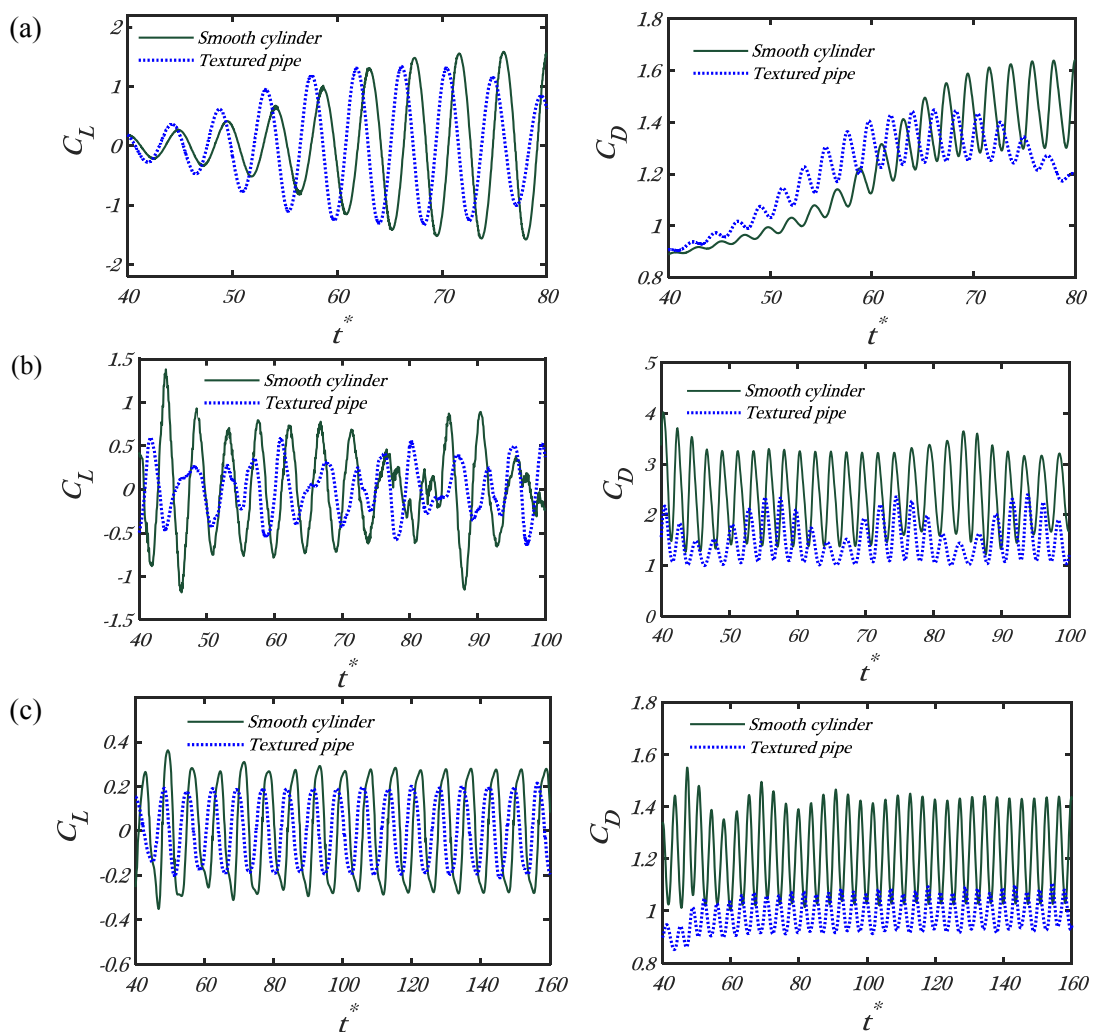 (a)
2
1
0
-1
-2
C_L
Smooth cylinder
Textured pipe
40 50 60 70 80
t*
1.8
1.6
1.4
1.2
1
0.8
C_D
Smooth cylinder
Textured pipe
40 50 60 70 80
t*
(b)
1.5
1
0.5
0
-0.5
-1
-1.5
C_L
Smooth cylinder
Textured pipe
40 50 60 70 80 90 100
t*
5
4
3
2
1
0
C_D
Smooth cylinder
Textured pipe
40 50 60 70 80 90 100
t*
(c)
0.4
0.2
0
-0.2
-0.4
-0.6
C_L
Smooth cylinder
Textured pipe
40 60 80 100 120 140 160
t*
1.8
1.6
1.4
1.2
1
0.8
C_D
Smooth cylinder
Textured pipe
40 60 80 100 120 140 160
t*